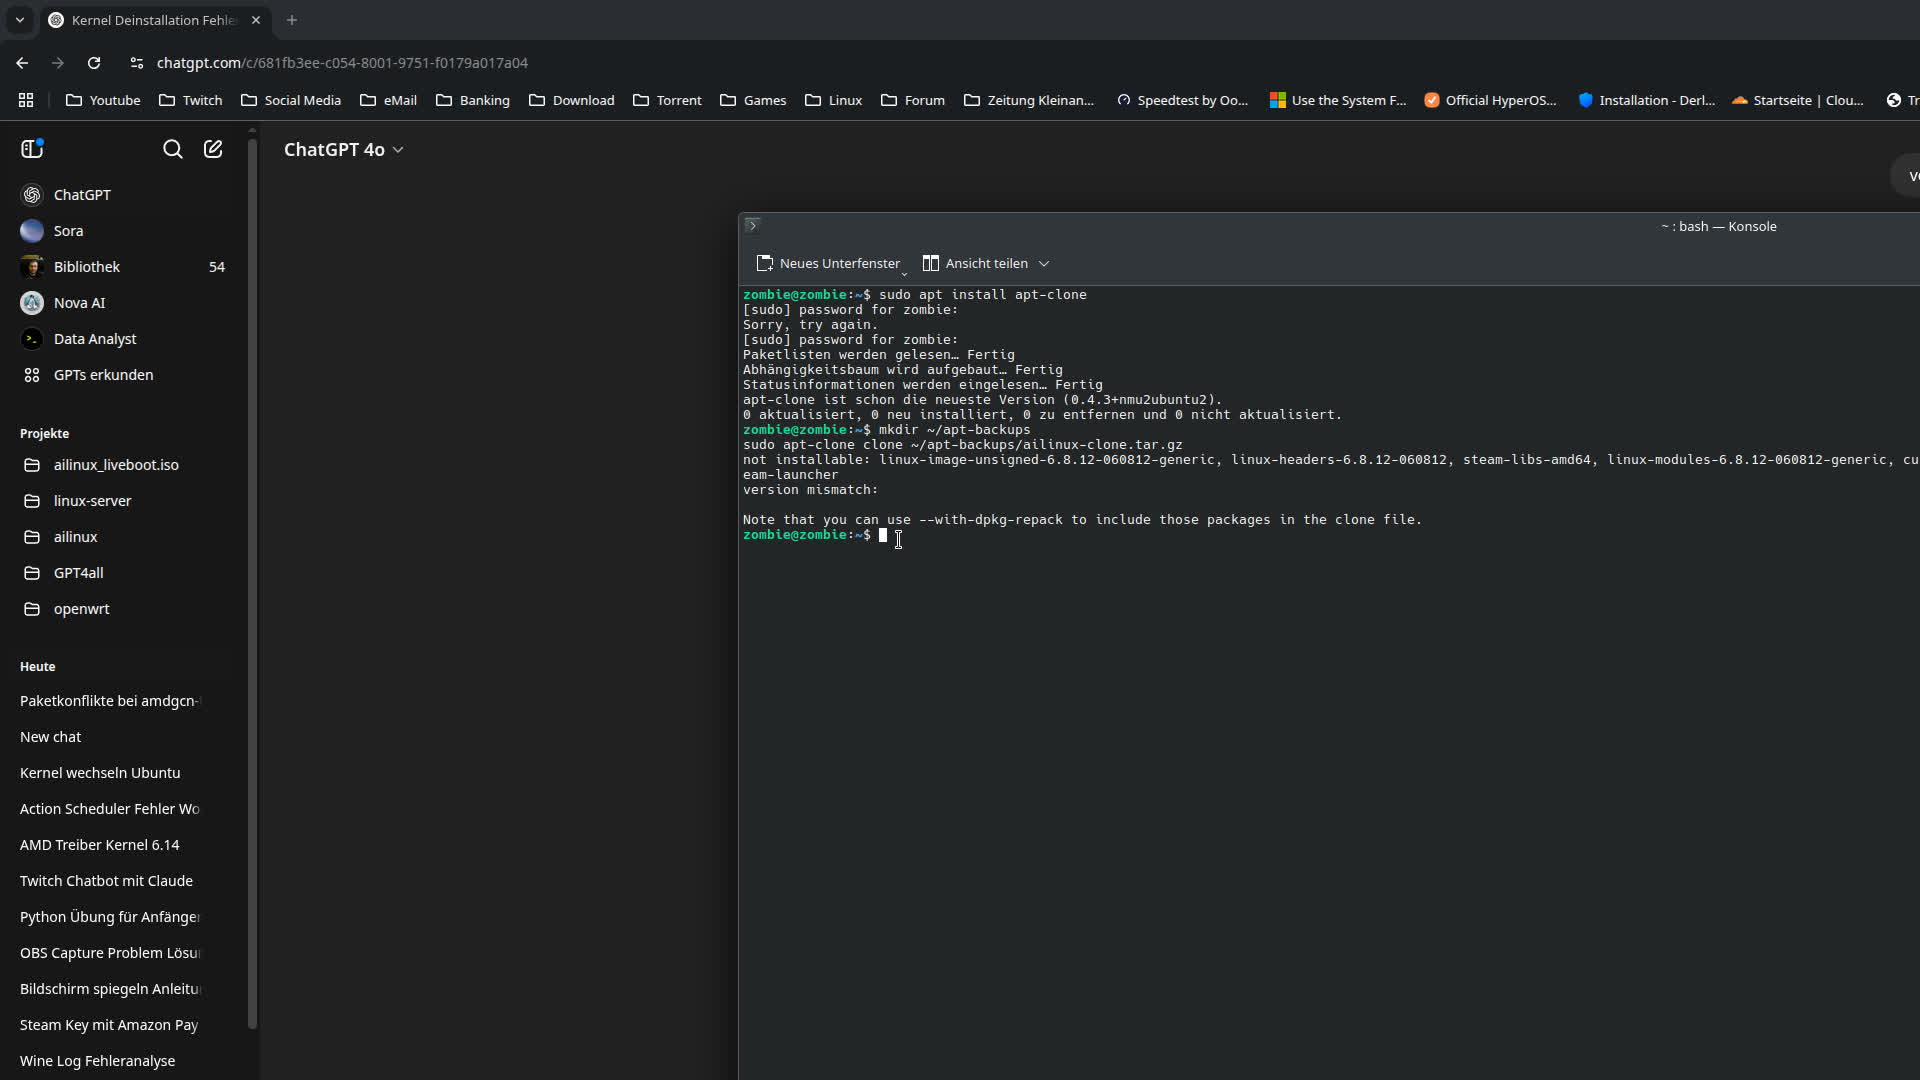 Kernel Deinstallation Fehle
chatgpt.com/c/681fb3ee-c054-8001-9751-f0179a017a04
Youtube
Twitch
Social Media
eMail
Banking
Download
Torrent
Games
Linux
Forum
Zeitung Kleinan...
Speedtest by Oo...
Use the System F...
Official HyperOS...
Installation - Derl...
Startseite | Clou...
Tr
ChatGPT 4o
ChatGPT
Sora
Bibliothek 54
Nova AI
Data Analyst
GPTs erkunden
Projekte
ailinux_liveboot.iso
linux-server
ailinux
GPT4all
openwrt
Heute
Paketkonflikte bei amdgcn-
New chat
Kernel wechseln Ubuntu
Action Scheduler Fehler Wo
AMD Treiber Kernel 6.14
Twitch Chatbot mit Claude
Python Übung für Anfänger
OBS Capture Problem Lösu
Bildschirm spiegeln Anleitu
Steam Key mit Amazon Pay
Wine Log Fehleranalyse
~ : bash — Konsole
Neues Unterfenster
Ansicht teilen
zombie@zombie:~$ sudo apt install apt-clone
[sudo] password for zombie:
Sorry, try again.
[sudo] password for zombie:
Paketlisten werden gelesen… Fertig
Abhängigkeitsbaum wird aufgebaut… Fertig
Statusinformationen werden eingelesen… Fertig
apt-clone ist schon die neueste Version (0.4.3+nmu2ubuntu2).
0 aktualisiert, 0 neu installiert, 0 zu entfernen und 0 nicht aktualisiert.
zombie@zombie:~$ mkdir ~/apt-backups
sudo apt-clone clone ~/apt-backups/ailinux-clone.tar.gz
not installable: linux-image-unsigned-6.8.12-060812-generic, linux-headers-6.8.12-060812, steam-libs-amd64, linux-modules-6.8.12-060812-generic, cu
eam-launcher
version mismatch:
Note that you can use --with-dpkg-repack to include those packages in the clone file.
zombie@zombie:~$